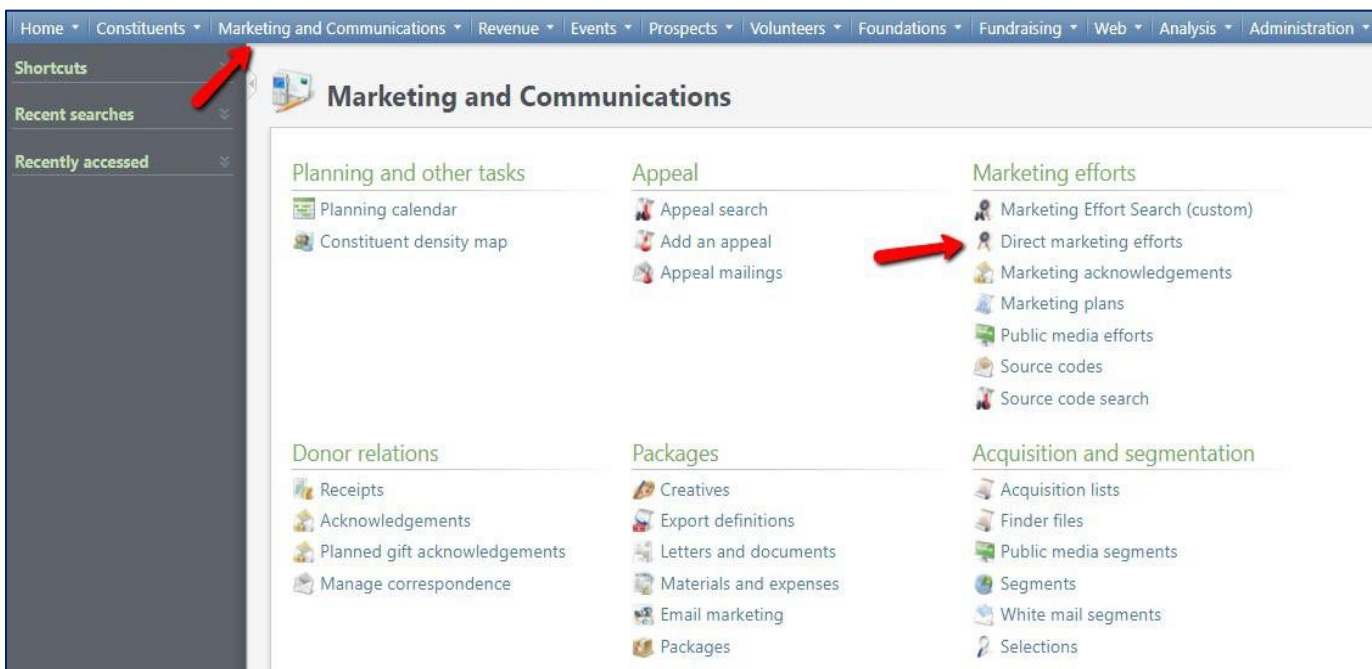 Home Constituents Marketing and Communications Revenue Events Prospects Volunteers Foundations Fundraising Web Analysis Administration
Shortcuts
Recent searches
Recently accessed
Marketing and Communications
Planning and other tasks
Planning calendar
Constituent density map
Appeal
Appeal search
Add an appeal
Appeal mailings
Marketing efforts
Marketing Effort Search (custom)
Direct marketing efforts
Marketing acknowledgements
Marketing plans
Public media efforts
Source codes
Source code search
Donor relations
Receipts
Acknowledgements
Planned gift acknowledgements
Manage correspondence
Packages
Creatives
Export definitions
Letters and documents
Materials and expenses
Email marketing
Packages
Acquisition and segmentation
Acquisition lists
Finder files
Public media segments
Segments
White mail segments
Selections